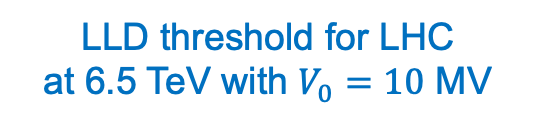 LLD threshold for LHC
at 6.5 TeV with 𝑉₀ = 10 MV